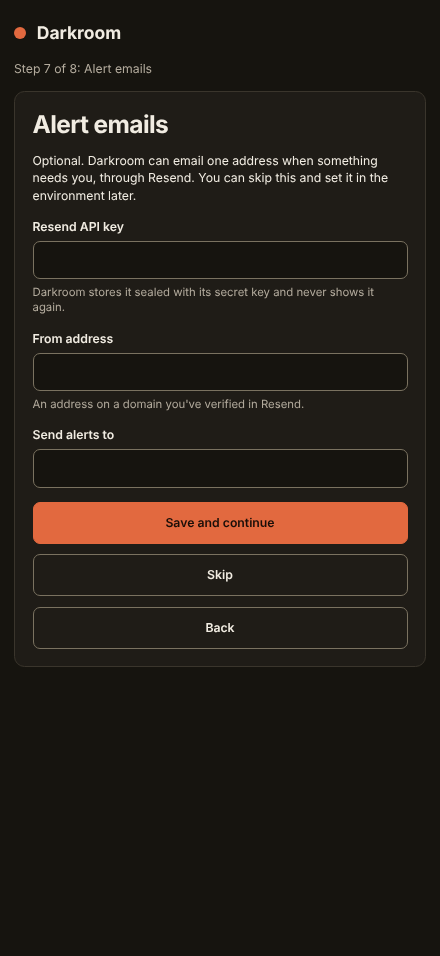 Darkroom
Step 7 of 8: Alert emails
Alert emails
Optional. Darkroom can email one address when something
needs you, through Resend. You can skip this and set it in the
environment later.
Resend API key
Darkroom stores it sealed with its secret key and never shows it
again.
From address
An address on a domain you've verified in Resend.
Send alerts to
Save and continue
Skip
Back